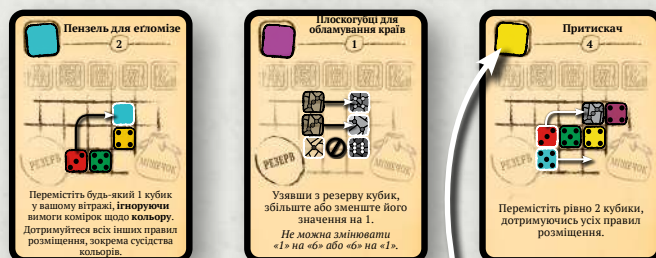 Пензель для еґломізе
2
РЕЗЕРВ
МІШЕЧОК
Перемістіть будь-який 1 кубик
у вашому вітражі, ігноруючи
вимоги комірок щодо кольору.
Дотримуйтеся всіх інших правил
розміщення, зокрема сусідства
кольорів.
Плоскогубці для
обламування країв
1
РЕЗЕРВ
МІШЕЧОК
Узявши з резерву кубик,
збільште або зменште його
значення на 1.
Не можна змінювати
«1» на «6» або «6» на «1».
Притискач
4
РЕЗЕРВ
МІШЕЧОК
Перемістіть рівно 2 кубики,
дотримуючись усіх правил
розміщення.